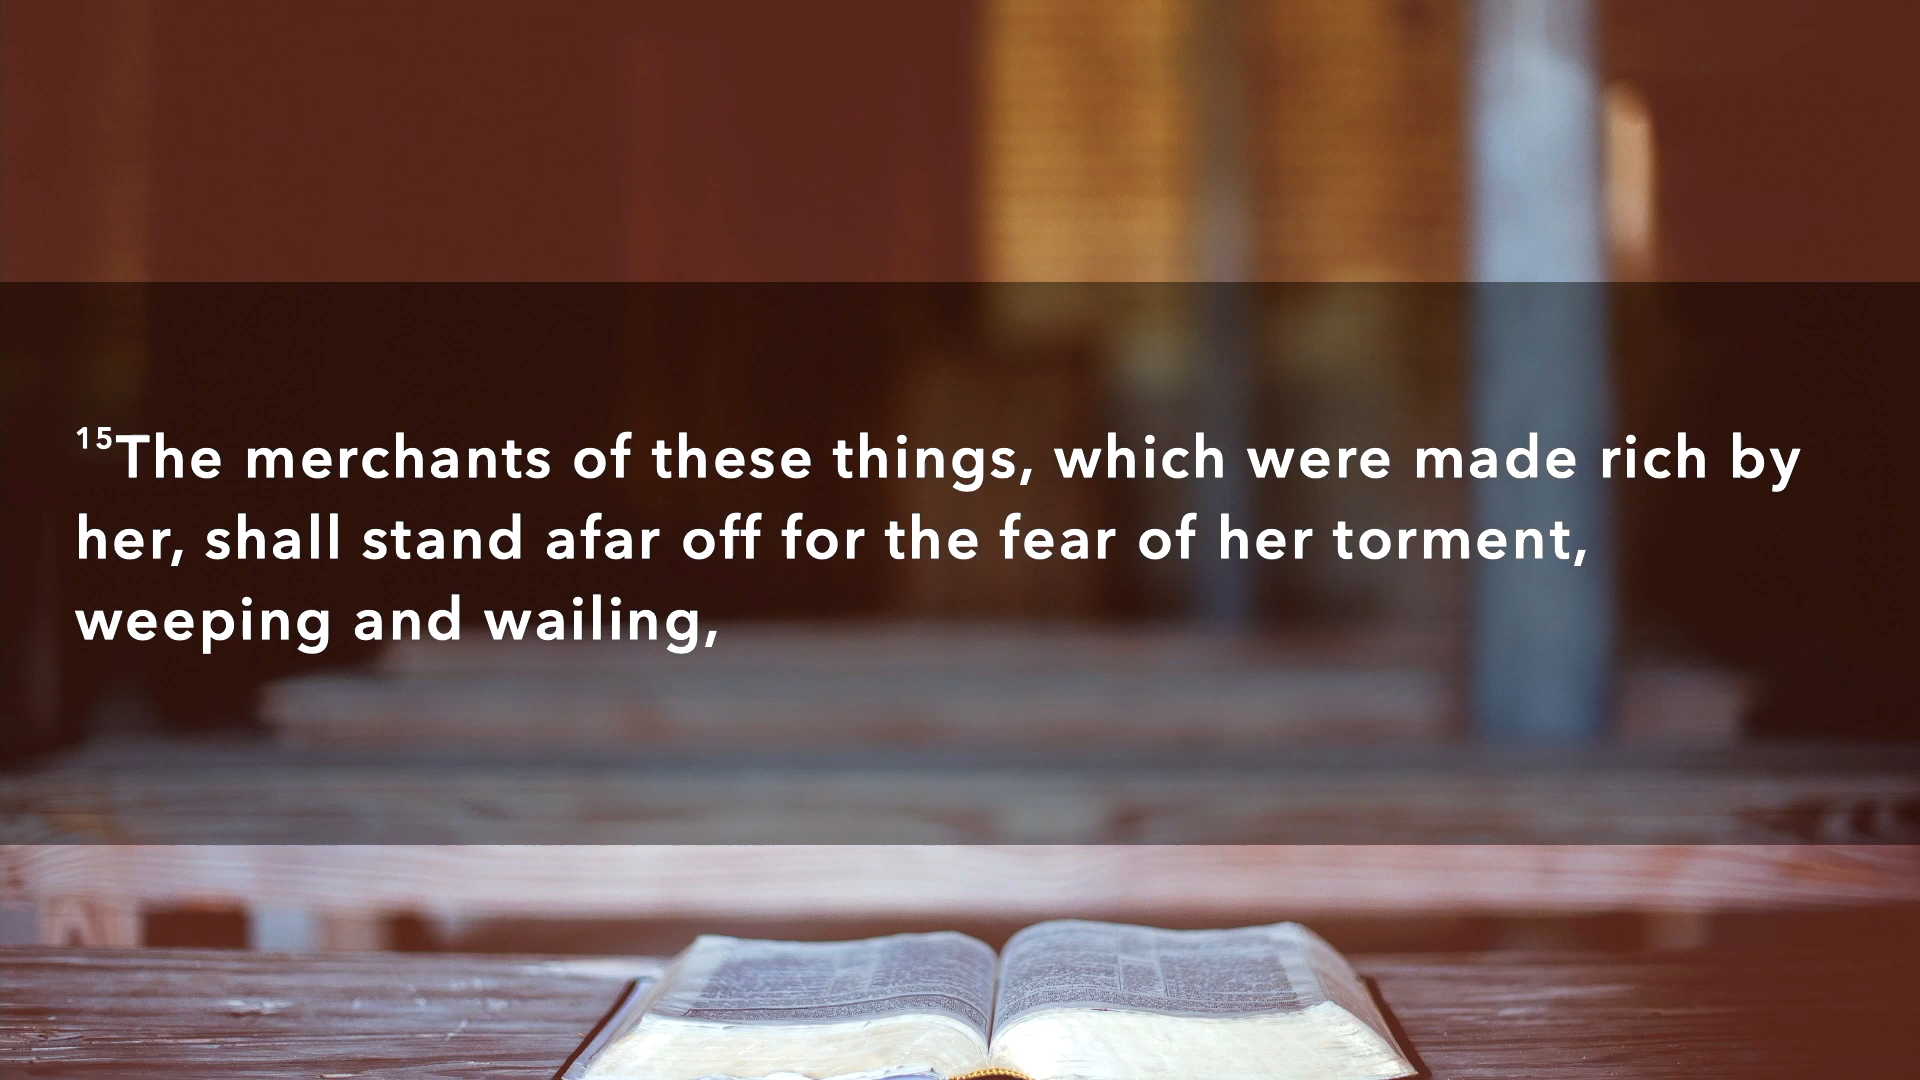 15The merchants of these things, which were made rich by
her, shall stand afar off for the fear of her torment,
weeping and wailing,